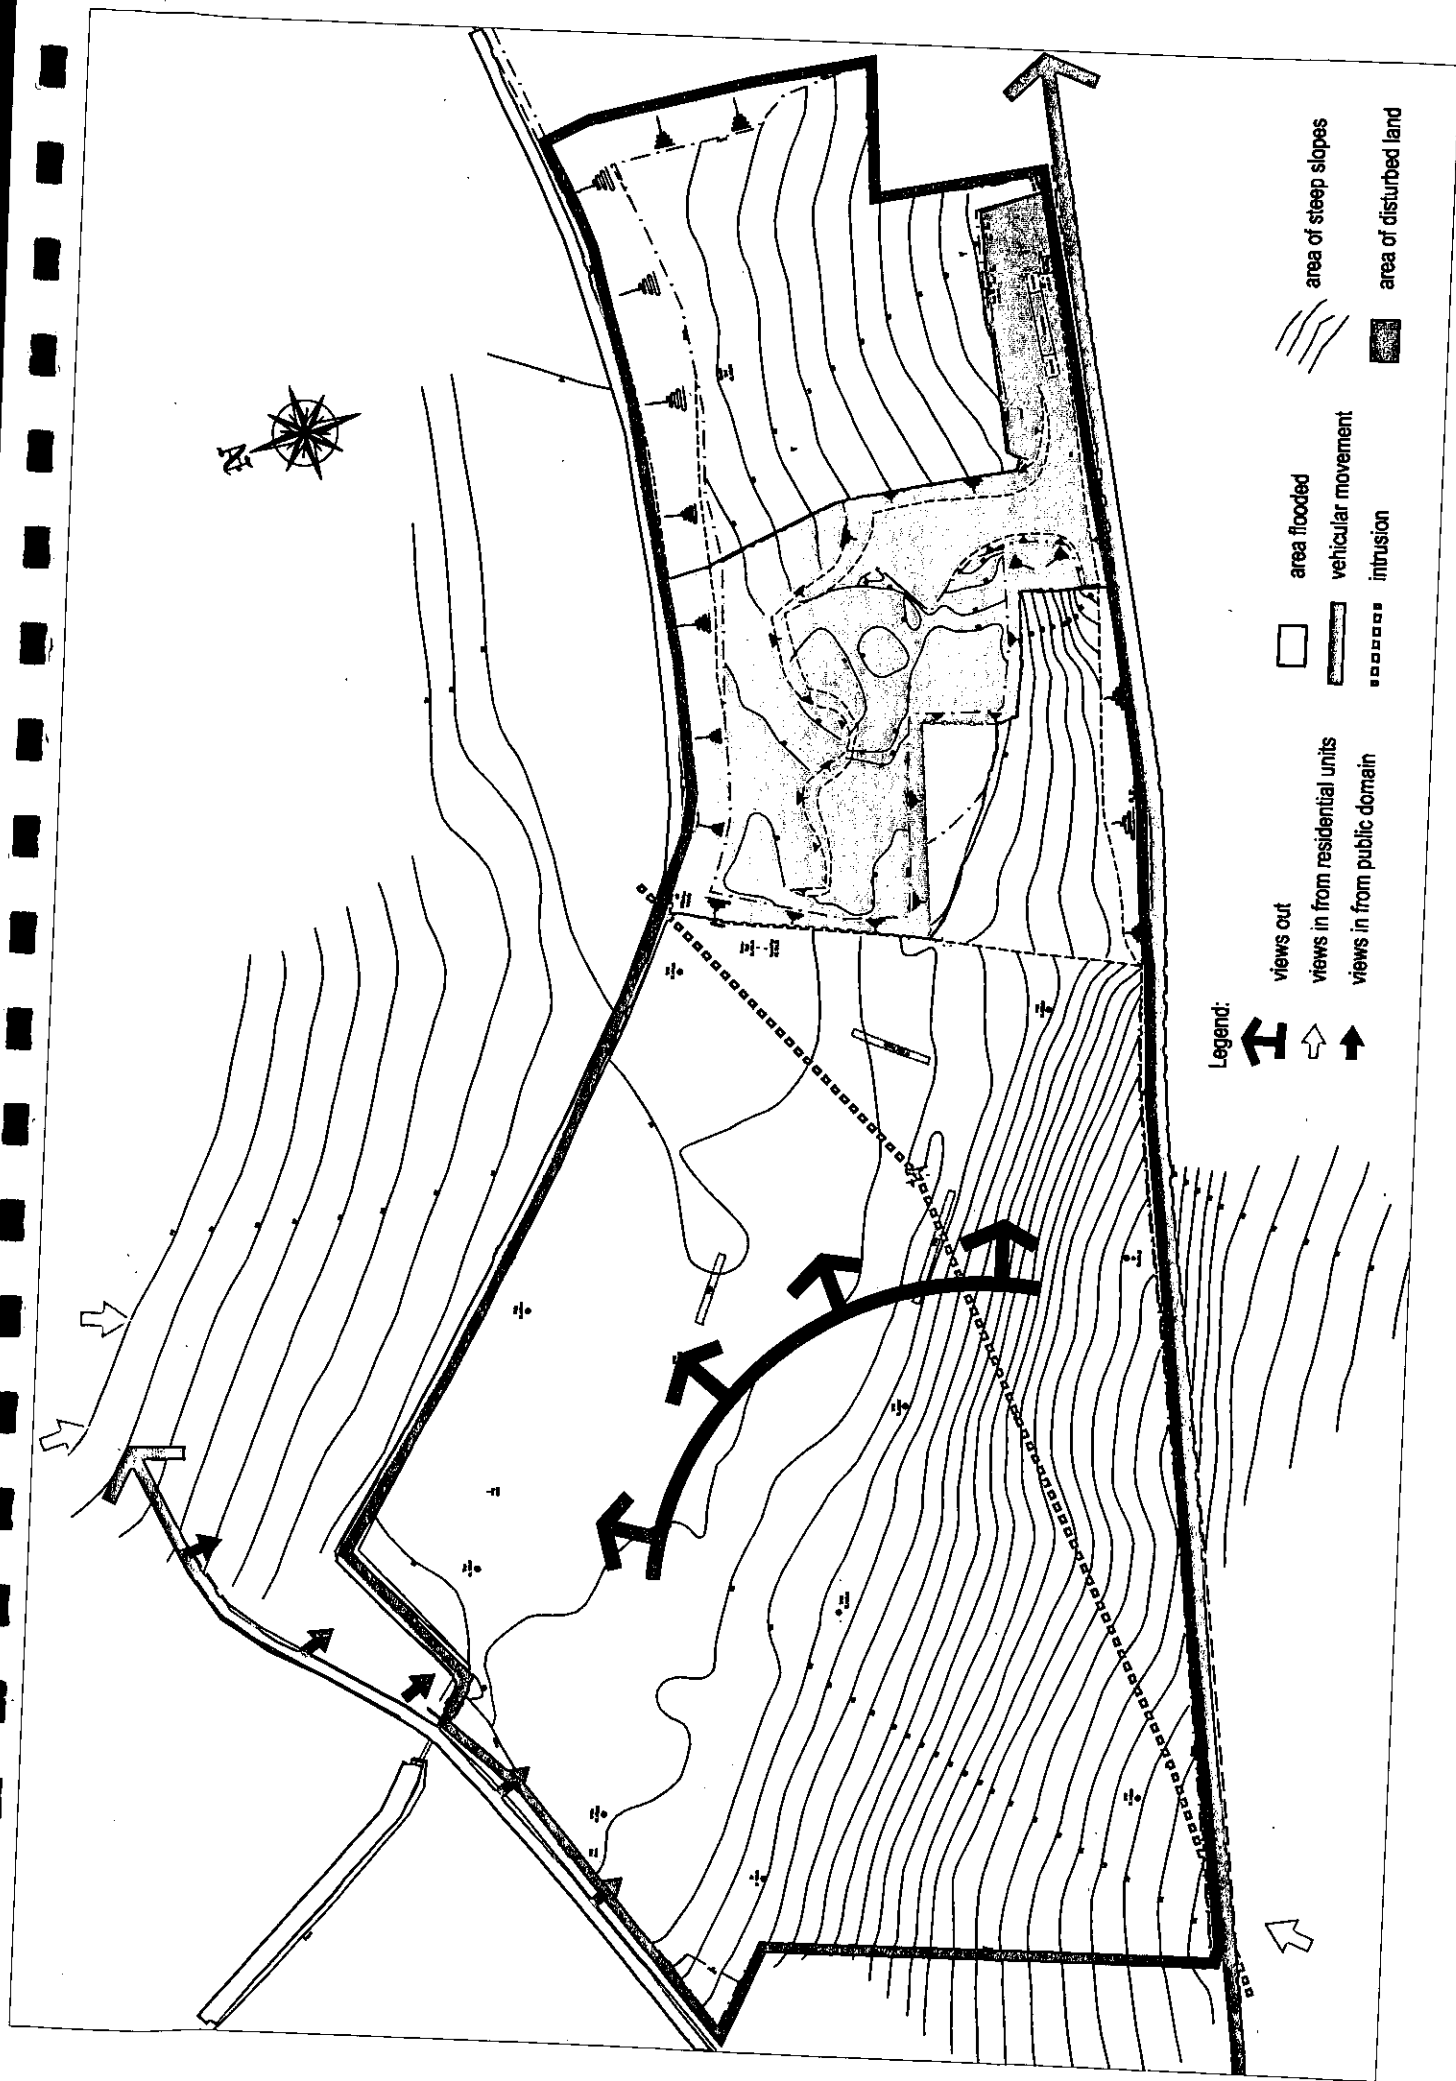 N
Legend:
views out
views in from residential units
views in from public domain
area flooded
vehicular movement
intrusion
area of steep slopes
area of disturbed land